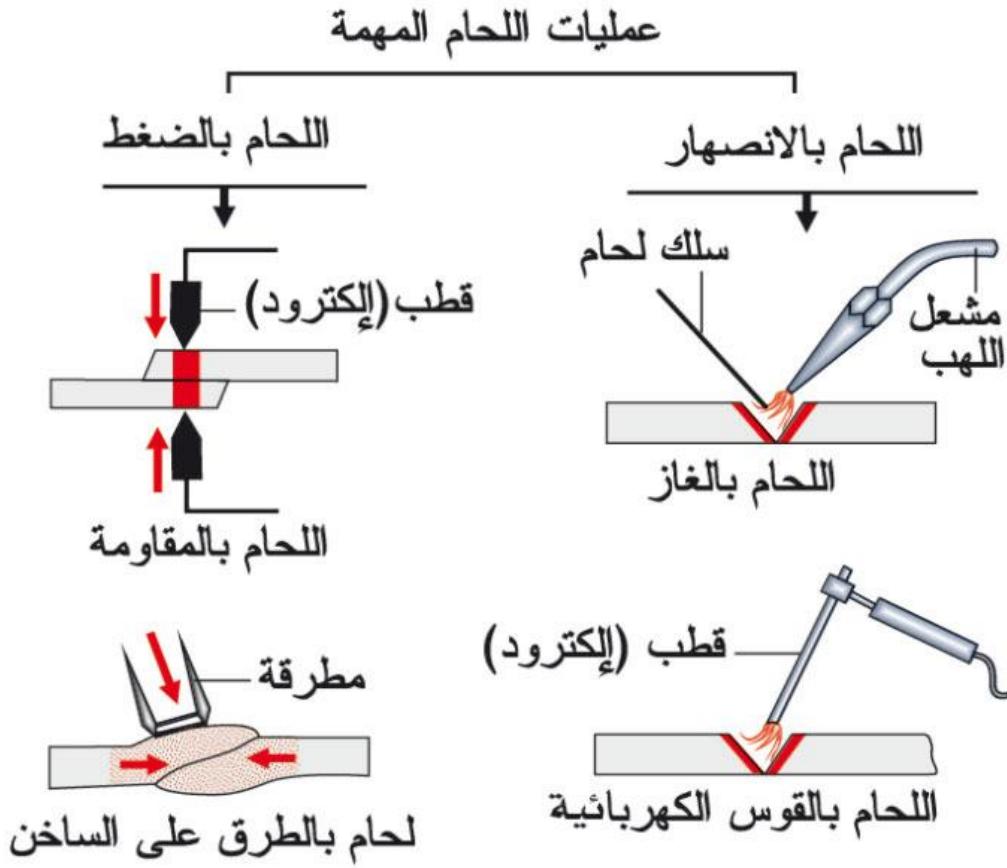 عمليات اللحام المهمة
اللحام بالانصهار
سلك لحام
مشعل
اللهب
اللحام بالغاز
قطب (إلكترود)
اللحام بالقوس الكهربائية
اللحام بالضغط
قطب (إلكترود)
اللحام بالمقاومة
مطرقة
لحام بالطرق على الساخن